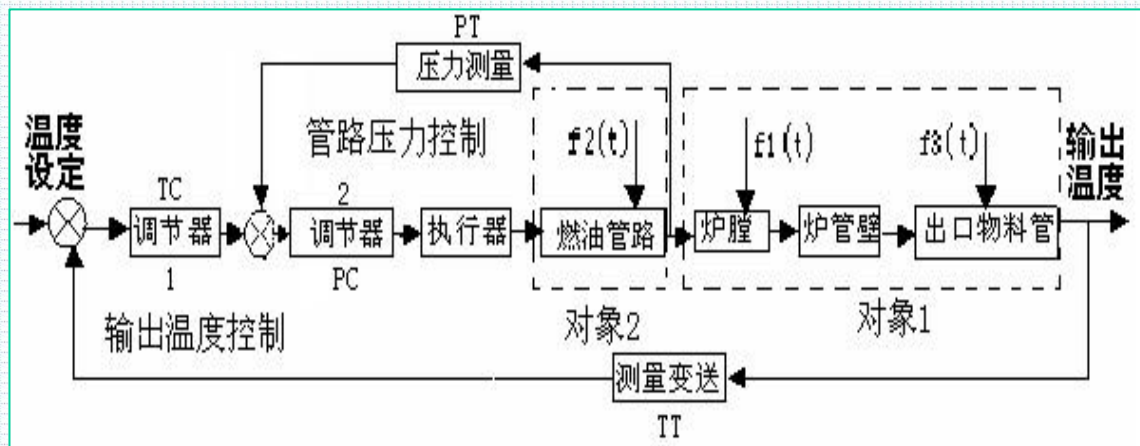 PT
压力测量
管路压力控制
f2(t)
f1(t)
f3(t)
温度
设定
输出
温度
TC
2
调节器
调节器
执行器
燃油管路
炉膛
炉管壁
出口物料管
1
PC
输出温度控制
对象2
对象1
测量变送
TT